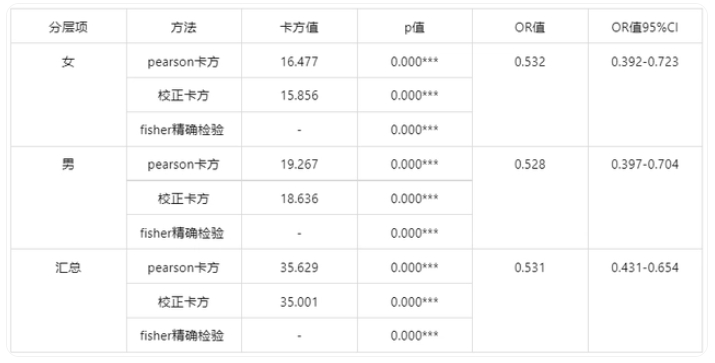 分层项 方法 卡方值 p值 OR值 OR值95%CI
女 pearson卡方 16.477 0.000*** 0.532 0.392-0.723
校正卡方 15.856 0.000***
fisher精确检验 - 0.000***
男 pearson卡方 19.267 0.000*** 0.528 0.397-0.704
校正卡方 18.636 0.000***
fisher精确检验 - 0.000***
汇总 pearson卡方 35.629 0.000*** 0.531 0.431-0.654
校正卡方 35.001 0.000***
fisher精确检验 - 0.000***